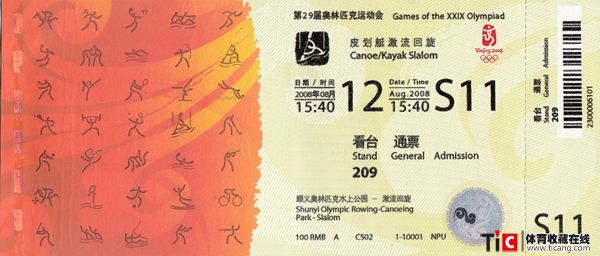 第29届奥林匹克运动会 Games of the XXIX Olympiad
皮划艇激流回旋
Canoe/Kayak Slalom
Beijing 2008
日期 / 时间
2008年08月
15:40
12
Date / Time
Aug.2008
15:40
S11
看台 通票
Stand General Admission
209
顺义奥林匹克水上公园 – 激流回旋
Shunyi Olympic Rowing-Canoeing
Park - Slalom
100 RMB A CS02 1-10001 NPU
看台 通票
Stand General Admission
209
2300006101
S11
TiC 体育收藏在线
www.ticang.com